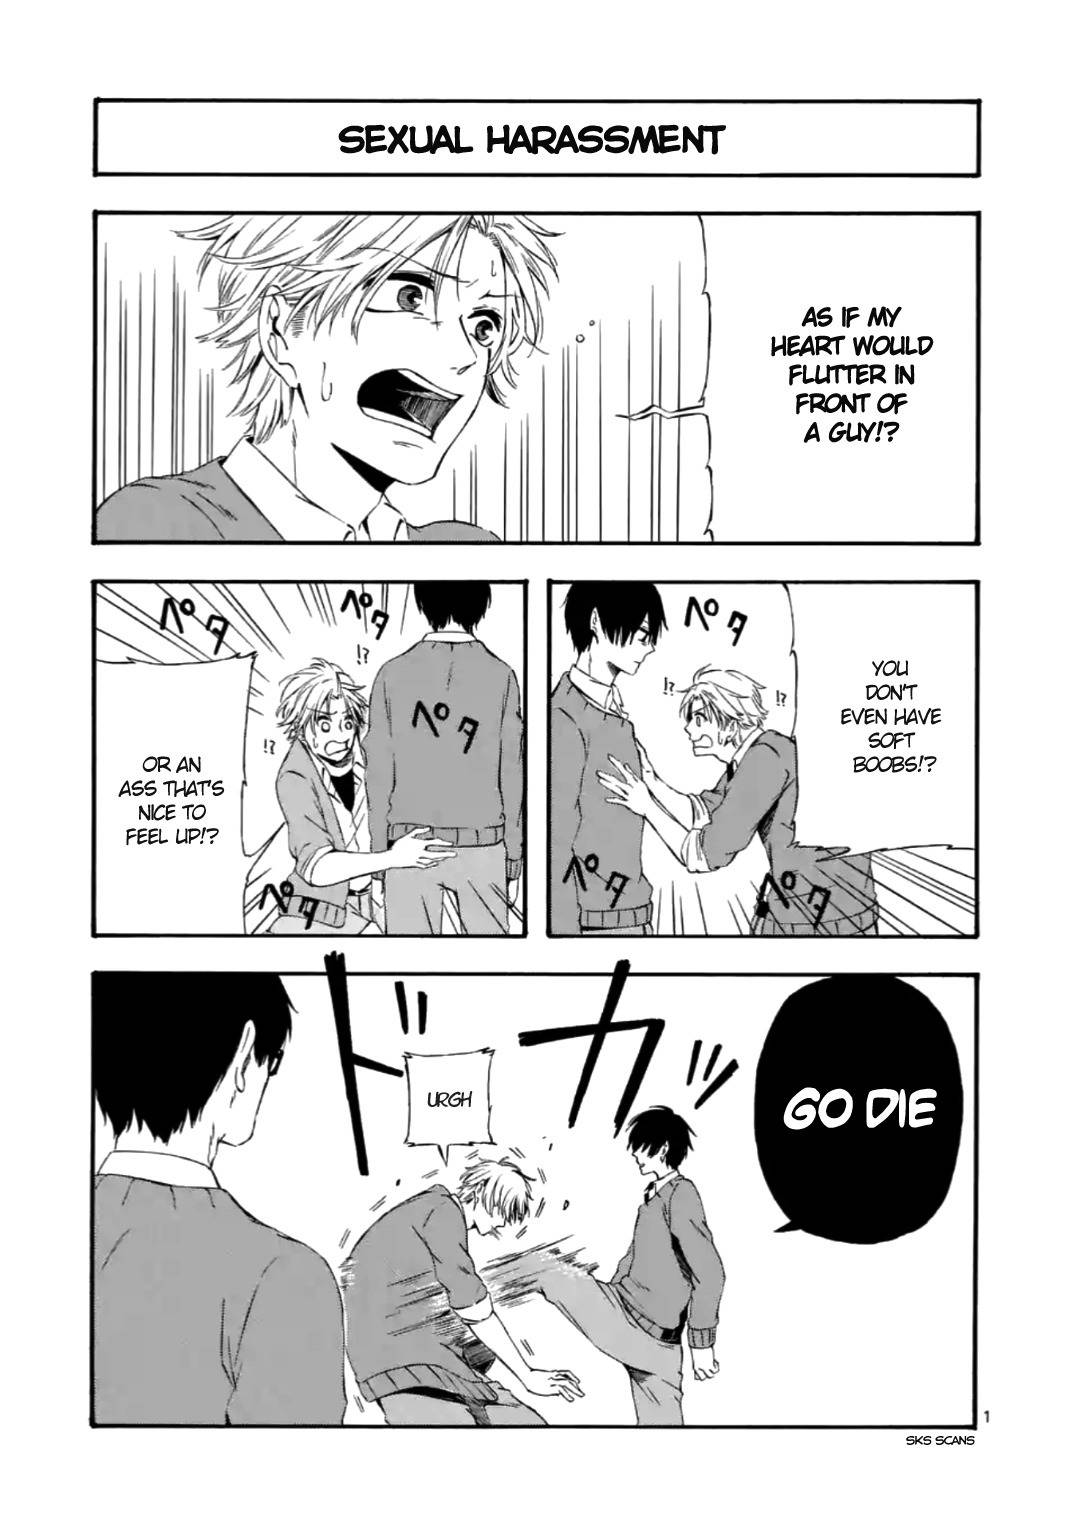 SEXUAL HARASSMENT
AS IF MY
HEART WOULD
FLUTTER IN
FRONT OF
A GUY!?
YOU
DON'T
EVEN HAVE
SOFT
BOOBS!?
ペタ
!?
!?
ペタ
ペタ
OR AN
ASS THAT'S
NICE TO
FEEL UP!?
ペタ
ペタ
!?
!?
ペタ
ペタ
GO DIE
ドカッ
URGH
1
SKS SCANS